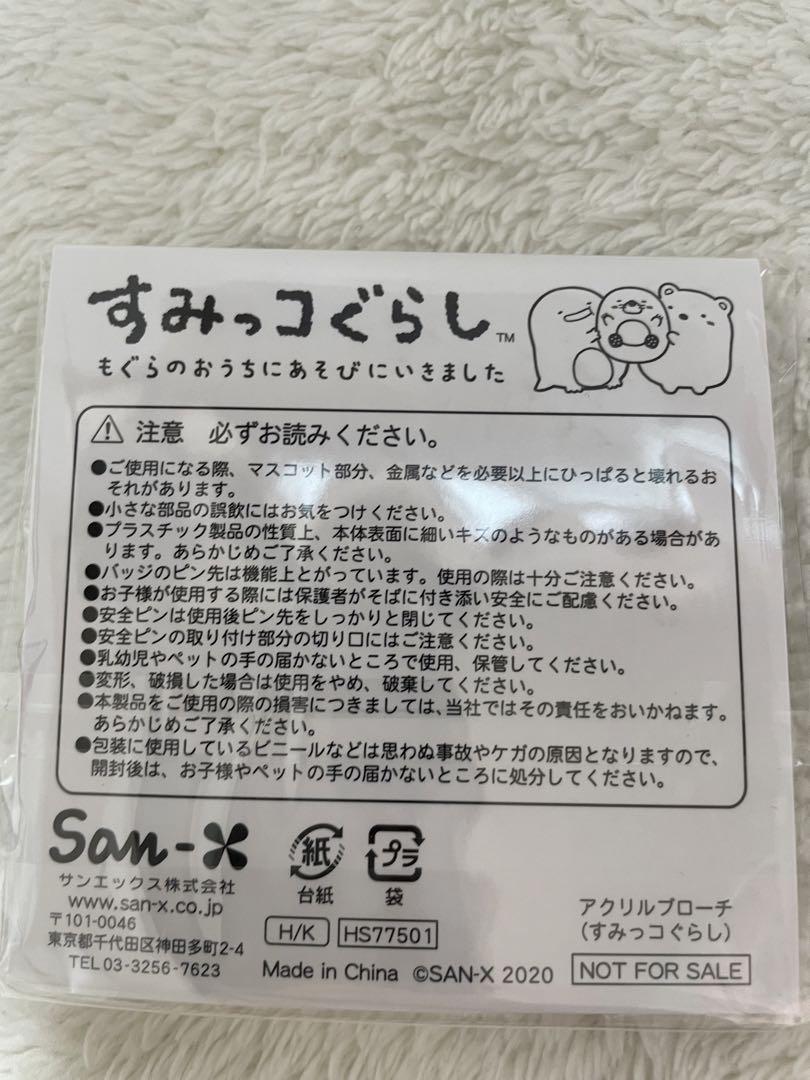 すみっコぐらし™
もぐらのおうちにあそびにいきました
注意 必ずお読みください。
●ご使用になる際、マスコット部分、金属などを必要以上にひっぱると壊れるお
それがあります。
●小さな部品の誤飲にはお気をつけください。
●プラスチック製品の性質上、本体表面に細いキズのようなものがある場合があ
ります。あらかじめご了承ください。
●バッジのピン先は機能上とがっています。使用の際は十分ご注意ください。
●お子様が使用する際には保護者がそばに付き添い安全にご配慮ください。
●安全ピンは使用後ピン先をしっかりと閉じてください。
●安全ピンの取り付け部分の切り口にはご注意ください。
●乳幼児やペットの手の届かないところで使用、保管してください。
●変形、破損した場合は使用をやめ、破棄してください。
●本製品をご使用の際の損害につきましては、当社ではその責任をおいかねます。
あらかじめご了承ください。
●包装に使用しているビニールなどは思わぬ事故やケガの原因となりますので、
開封後は、お子様やペットの手の届かないところに処分してください。
San-X
サンエックス株式会社
www.san-x.co.jp
〒101-0046
東京都千代田区神田多町2-4
TEL 03-3256-7623
紙
台紙
プラ
袋
H/K HS77501
Made in China ©SAN-X 2020
アクリルブローチ
(すみっコぐらし)
NOT FOR SALE